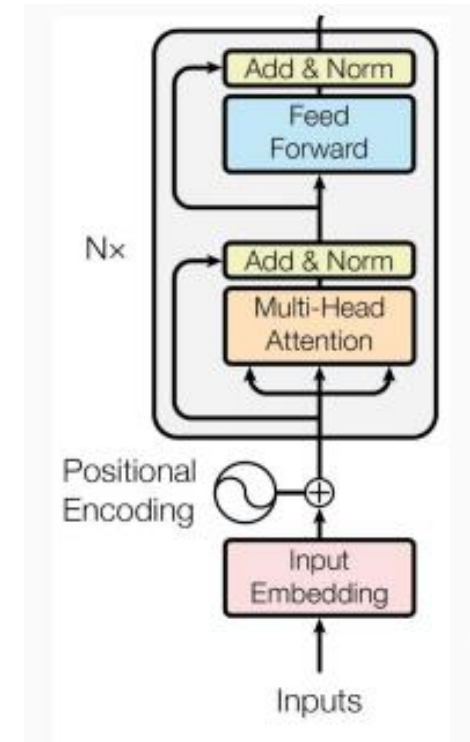 Add & Norm
Feed
Forward
Nx
Add & Norm
Multi-Head
Attention
Positional
Encoding
Input
Embedding
Inputs